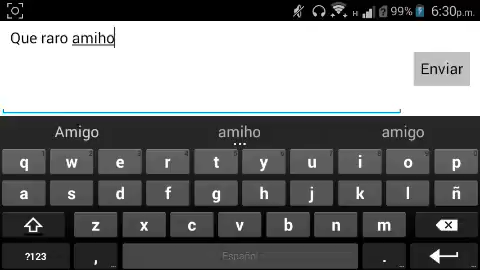 H 99% 6:30p.m.
Que raro amiho
Enviar
Amigo amiho amigo
q w e r t y u i o p
a s d f g h j k l ñ
z x c v b n m
?123 , Español .